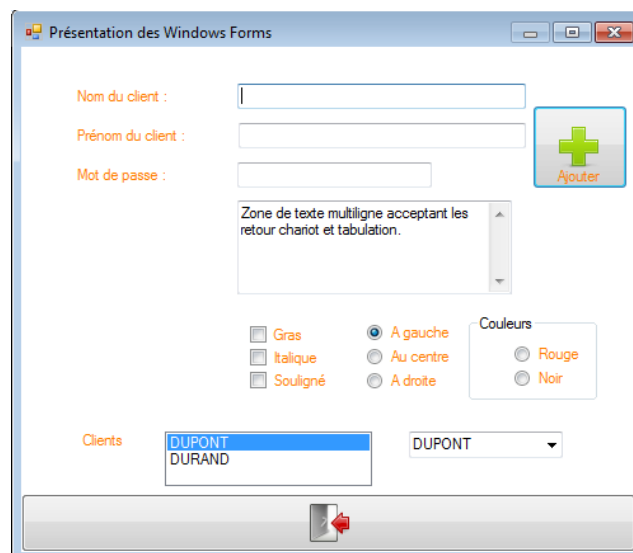 Présentation des Windows Forms
Nom du client :
Prénom du client :
Mot de passe :
Ajouter
Zone de texte multiligne acceptant les
retour chariot et tabulation.
Gras
A gauche
Couleurs
Italique
Au centre
Rouge
Souligné
A droite
Noir
Clients
DUPONT
DURAND
DUPONT